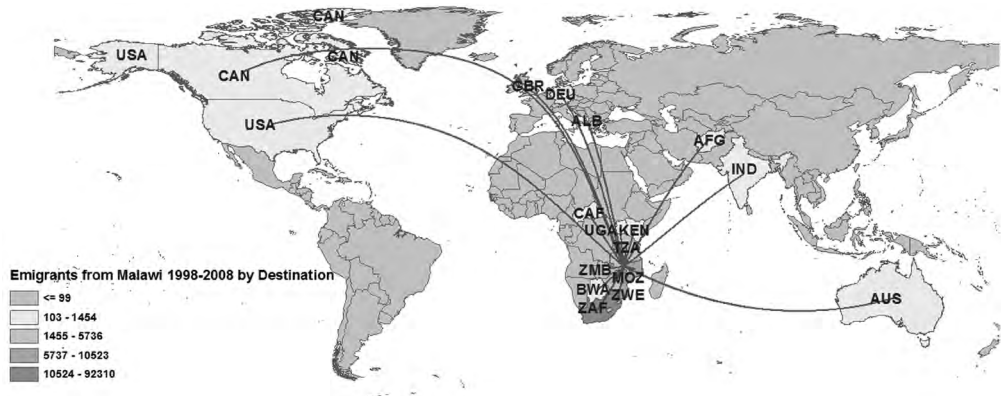 CAN
USA
CAN
CAN
GBR
DEU
USA
ALB
AFG
IND
CAF
UGA
KEN
TZA
ZMB
MOZ
BWA
ZWE
ZAF
AUS
Emigrants from Malawi 1998-2008 by Destination
<= 99
103 - 1454
1455 - 5736
5737 - 10523
10524 - 92310